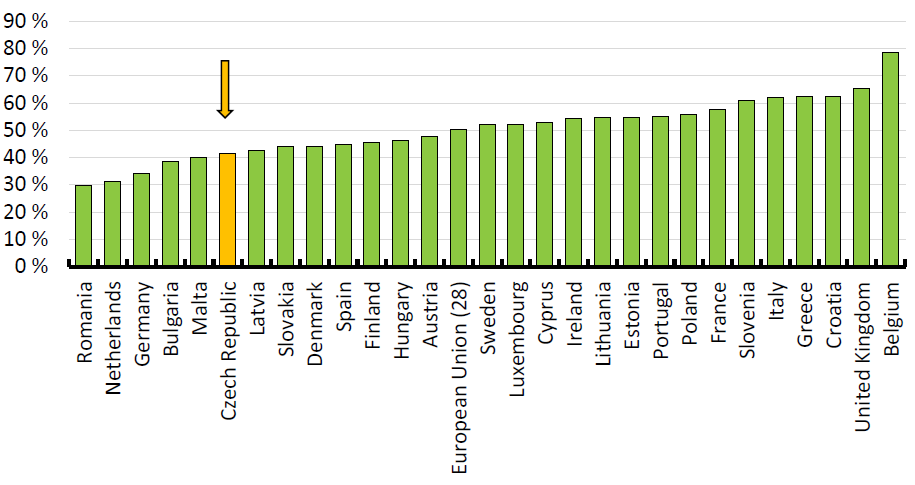 90 %
80 %
70 %
60 %
50 %
40 %
30 %
20 %
10 %
0 %
Romania
Netherlands
Germany
Bulgaria
Malta
Czech Republic
Latvia
Slovakia
Denmark
Spain
Finland
Hungary
Austria
European Union (28)
Sweden
Luxembourg
Cyprus
Ireland
Lithuania
Estonia
Portugal
Poland
France
Slovenia
Italy
Greece
Croatia
United Kingdom
Belgium